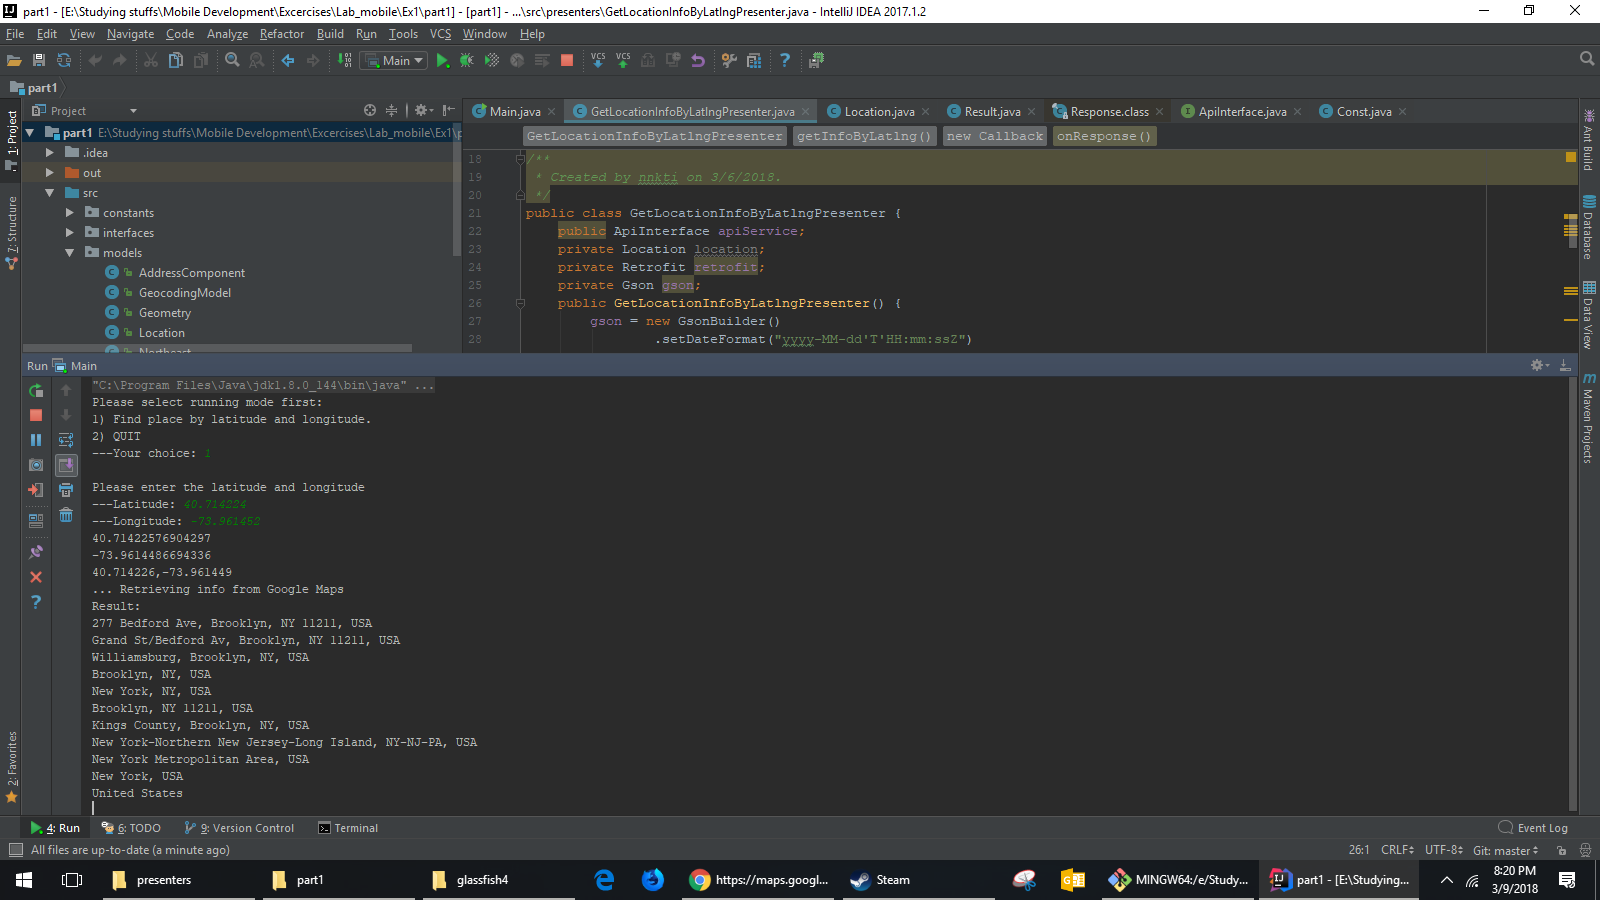 part1 - [E:\Studying stuffs\Mobile Development\Excercises\Lab_mobile\Ex1\part1] - [part1] - ...\src\presenters\GetLocationInfoByLatlngPresenter.java - IntelliJ IDEA 2017.1.2
File Edit View Navigate Code Analyze Refactor Build Run Tools VCS Window Help
Main
VCS VCS
part1
Project
Main.java GetLocationInfoByLatlngPresenter.java Location.java Result.java Response.class ApiInterface.java Const.java
GetLocationInfoByLatlngPresenter getInfoByLatlng() new Callback onResponse()
1: Project
7: Structure
2: Favorites
part1 E:\Studying stuffs\Mobile Development\Excercises\Lab_mobile\Ex1\p
.idea
out
src
constants
interfaces
models
AddressComponent
GeocodingModel
Geometry
Location
Northeast
18 /**
19 * Created by nnkti on 3/6/2018.
20 */
21 public class GetLocationInfoByLatlngPresenter {
22 public ApiInterface apiService;
23 private Location location;
24 private Retrofit retrofit;
25 private Gson gson;
26 public GetLocationInfoByLatlngPresenter() {
27 gson = new GsonBuilder()
28 .setDateFormat("yyyy-MM-dd'T'HH:mm:ssZ")
Ant Build
Database
Data View
Maven Projects
Run Main
"C:\Program Files\Java\jdk1.8.0_144\bin\java" ...
Please select running mode first:
1) Find place by latitude and longitude.
2) QUIT
---Your choice: 1
Please enter the latitude and longitude
---Latitude: 40.714224
---Longitude: -73.961452
40.71422576904297
-73.9614486694336
40.714226,-73.961449
... Retrieving info from Google Maps
Result:
277 Bedford Ave, Brooklyn, NY 11211, USA
Grand St/Bedford Av, Brooklyn, NY 11211, USA
Williamsburg, Brooklyn, NY, USA
Brooklyn, NY, USA
New York, NY, USA
Brooklyn, NY 11211, USA
Kings County, Brooklyn, NY, USA
New York-Northern New Jersey-Long Island, NY-NJ-PA, USA
New York Metropolitan Area, USA
New York, USA
United States
4: Run 6: TODO 9: Version Control Terminal Event Log
All files are up-to-date (a minute ago) 26:1 CRLF UTF-8 Git: master
presenters part1 glassfish4 https://maps.googl... Steam MINGW64:/e/Study... part1 - [E:\Studying... 8:20 PM
3/9/2018